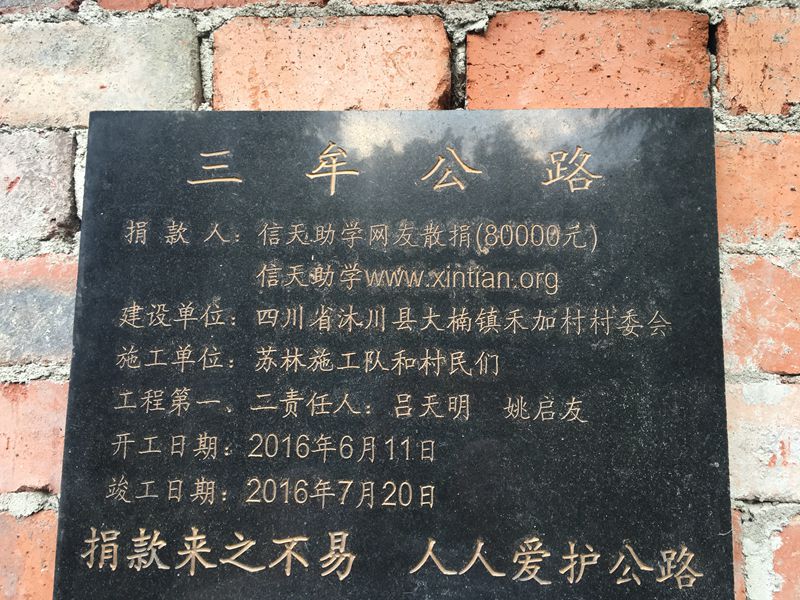 三牟公路
捐款人：信天助学网友散捐(80000元)
信天助学www.xintian.org
建设单位：四川省沐川县大楠镇禾加村村委会
施工单位：苏林施工队和村民们
工程第一、二责任人：吕天明 姚启友
开工日期：2016年6月11日
竣工日期：2016年7月20日
捐款来之不易 人人爱护公路